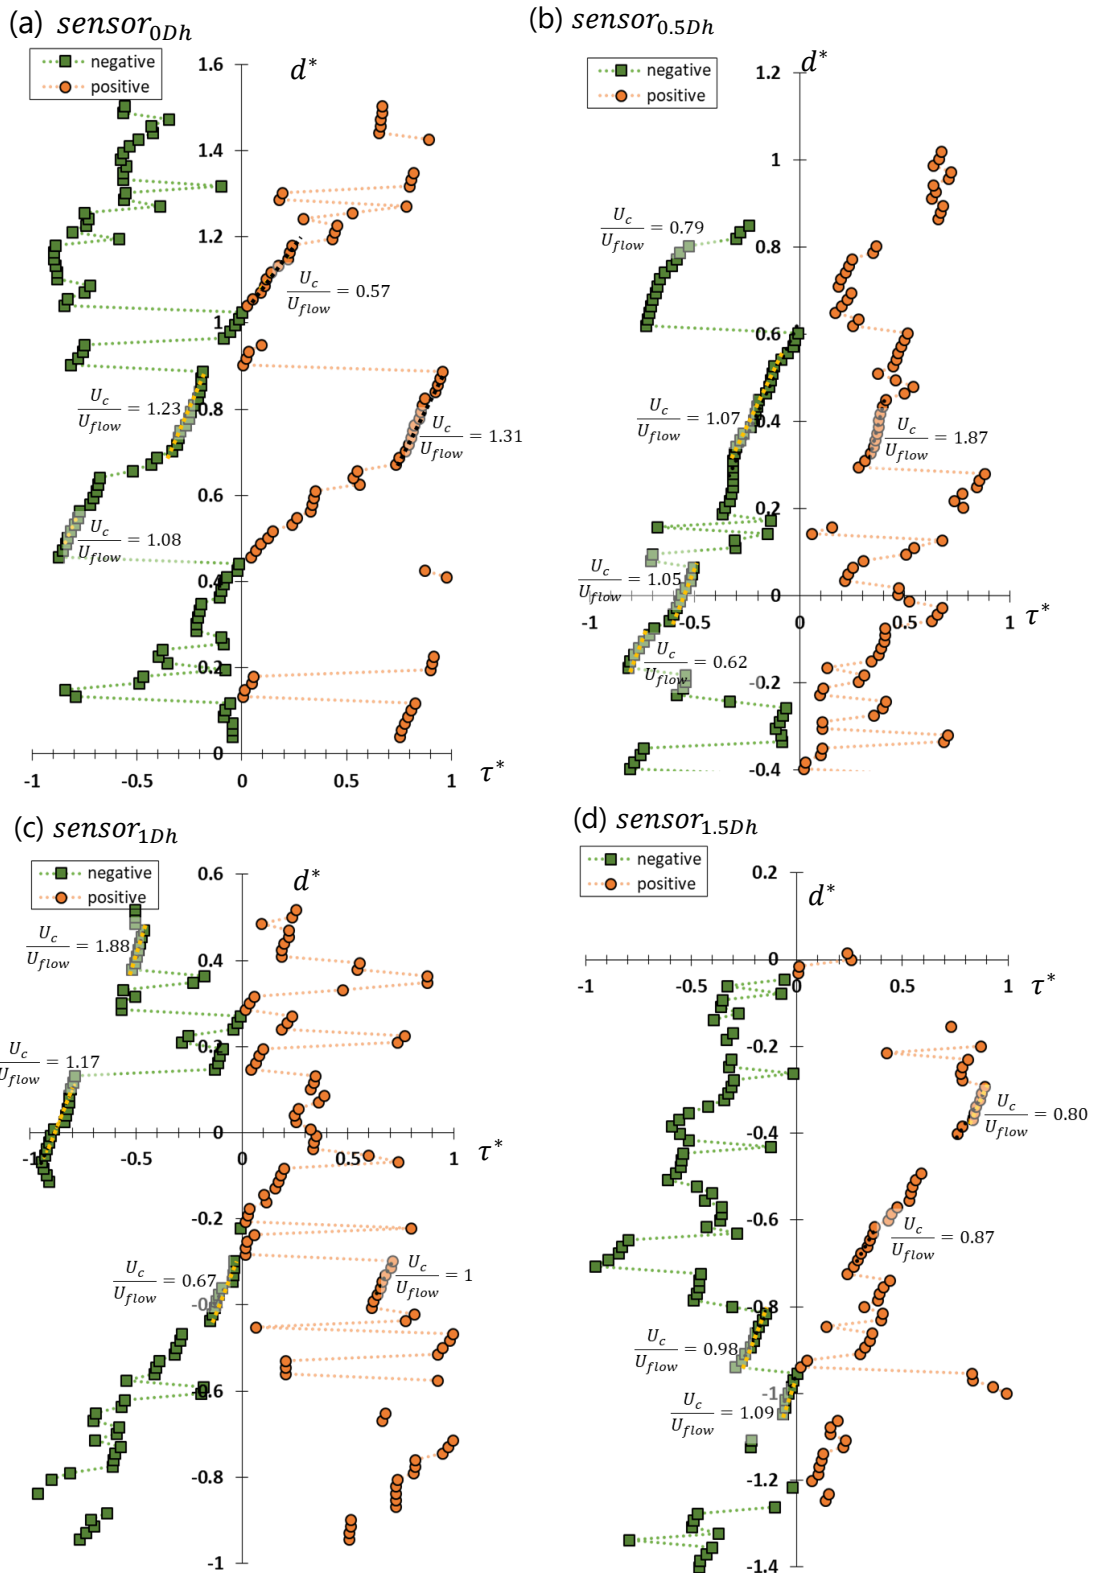 (a) sensor0Dh
negative
positive
d*
1.6
1.4
1.2
1
0.8
0.6
0.4
0.2
0
-1
-0.5
0
0.5
1
τ*
Uc/Uflow = 0.57
Uc/Uflow = 1.23
Uc/Uflow = 1.31
Uc/Uflow = 1.08
(b) sensor0.5Dh
negative
positive
d*
1.2
1
0.8
0.6
0.4
0.2
0
-0.2
-0.4
-1
-0.5
0.5
1
τ*
Uc/Uflow = 0.79
Uc/Uflow = 1.07
Uc/Uflow = 1.87
Uc/Uflow = 1.05
Uc/Uflow = 0.62
(c) sensor1Dh
negative
positive
d*
0.6
0.4
0.2
0
-0.2
-0.6
-0.8
-1
-1
-0.5
0.5
1
τ*
Uc/Uflow = 1.88
Uc/Uflow = 1.17
Uc/Uflow = 0.67
Uc/Uflow = 1
(d) sensor1.5Dh
negative
positive
d*
0.2
0
-0.2
-0.4
-0.6
-0.8
-1
-1.2
-1.4
-1
-0.5
0.5
1
τ*
Uc/Uflow = 0.80
Uc/Uflow = 0.87
Uc/Uflow = 0.98
Uc/Uflow = 1.09